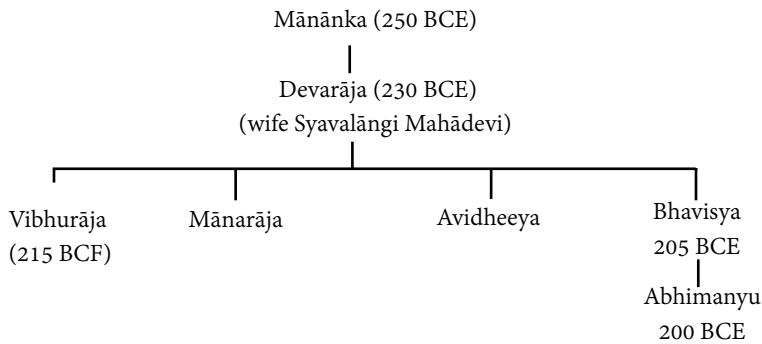 Mānānka (250 BCE)
Devarāja (230 BCE)
(wife Syavalāngi Mahādevi)
Vibhurāja
(215 BCF)
Mānarāja
Avidheeya
Bhavisya
205 BCE
Abhimanyu
200 BCE